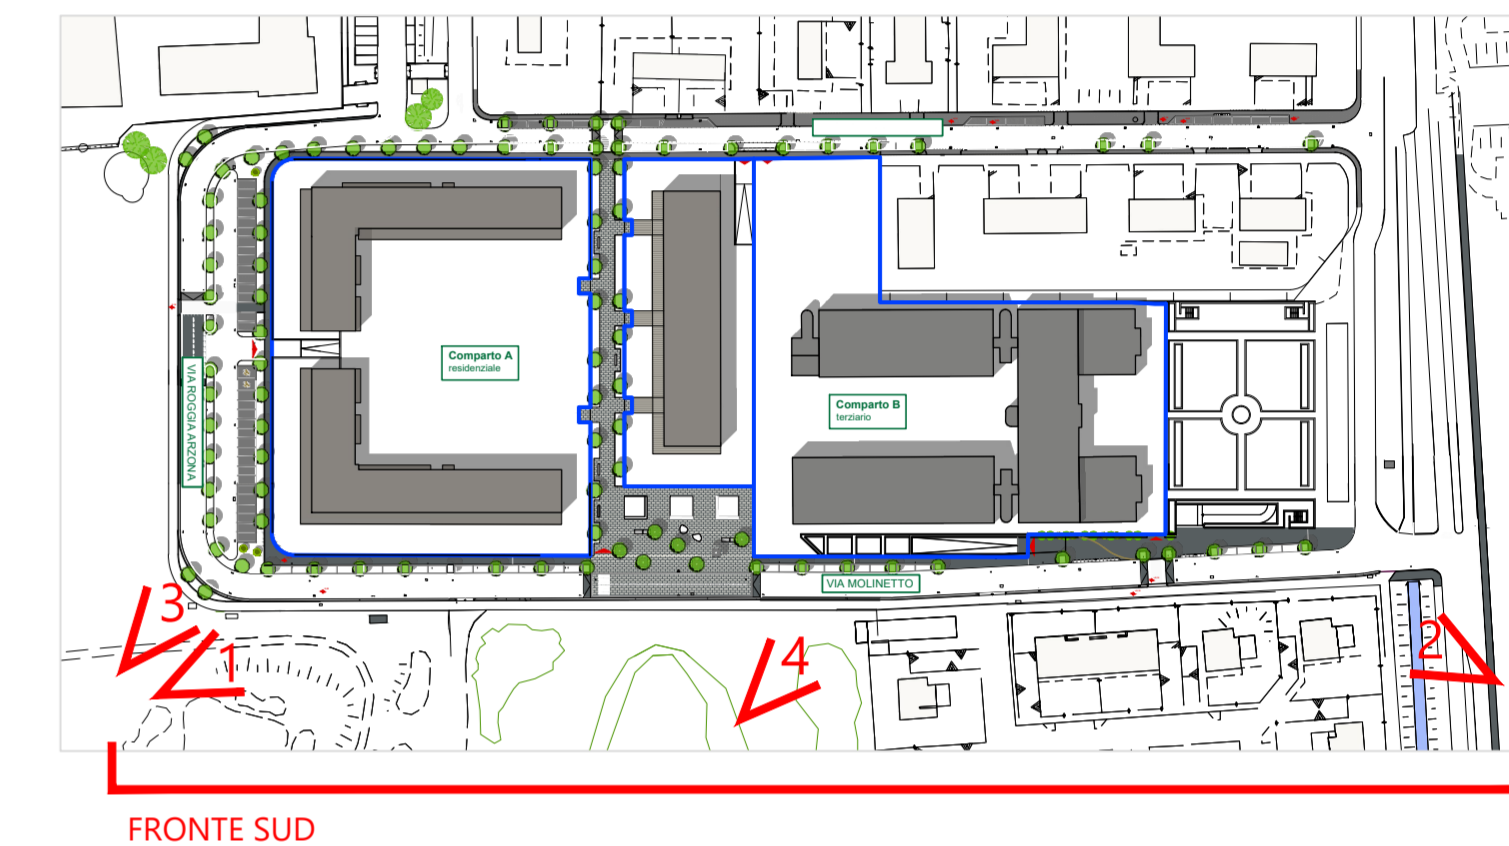 Comparto A
residenziale
Comparto B
terziario
VIA ROGGIA ARZONA
VIA MOLINETTO
3
1
4
2
FRONTE SUD